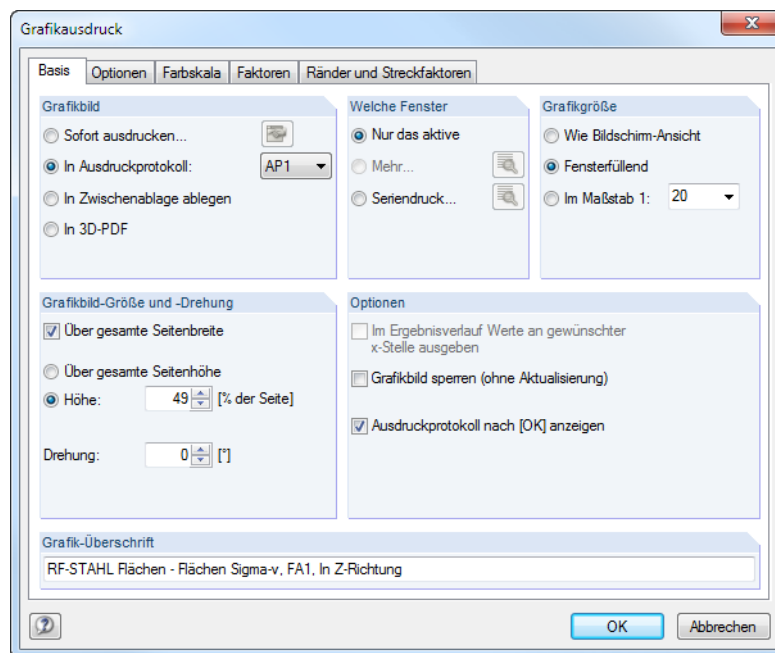 Grafikausdruck
Basis
Optionen
Farbskala
Faktoren
Ränder und Streckfaktoren
Grafikbild
Sofort ausdrucken...
In Ausdruckprotokoll:
AP1
In Zwischenablage ablegen
In 3D-PDF
Welche Fenster
Nur das aktive
Mehr...
Seriendruck...
Grafikgröße
Wie Bildschirm-Ansicht
Fensterfüllend
Im Maßstab 1:
20
Grafikbild-Größe und -Drehung
Über gesamte Seitenbreite
Über gesamte Seitenhöhe
Höhe:
49
[% der Seite]
Drehung:
0
[°]
Optionen
Im Ergebnisverlauf Werte an gewünschter
x-Stelle ausgeben
Grafikbild sperren (ohne Aktualisierung)
Ausdruckprotokoll nach [OK] anzeigen
Grafik-Überschrift
RF-STAHL Flächen - Flächen Sigma-v, FA1, In Z-Richtung
OK
Abbrechen